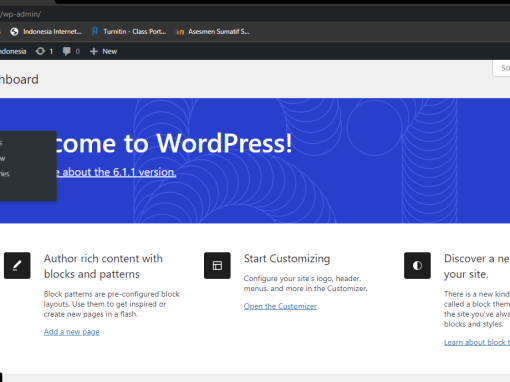 /wp-admin/
Indonesia Internet... Turnitin - Class Port... Asesmen Sumatif S...
donesia 1 0 New
hboard
come to WordPress!
e about the 6.1.1 version.
Author rich content with
blocks and patterns
Block patterns are pre-configured block
layouts. Use them to get inspired or
create new pages in a flash.
Add a new page
Start Customizing
Configure your site's logo, header,
menus, and more in the Customizer.
Open the Customizer
Discover a ne
your site.
There is a new kind
called a block them
the site you've alwa
blocks and styles.
Learn about block t